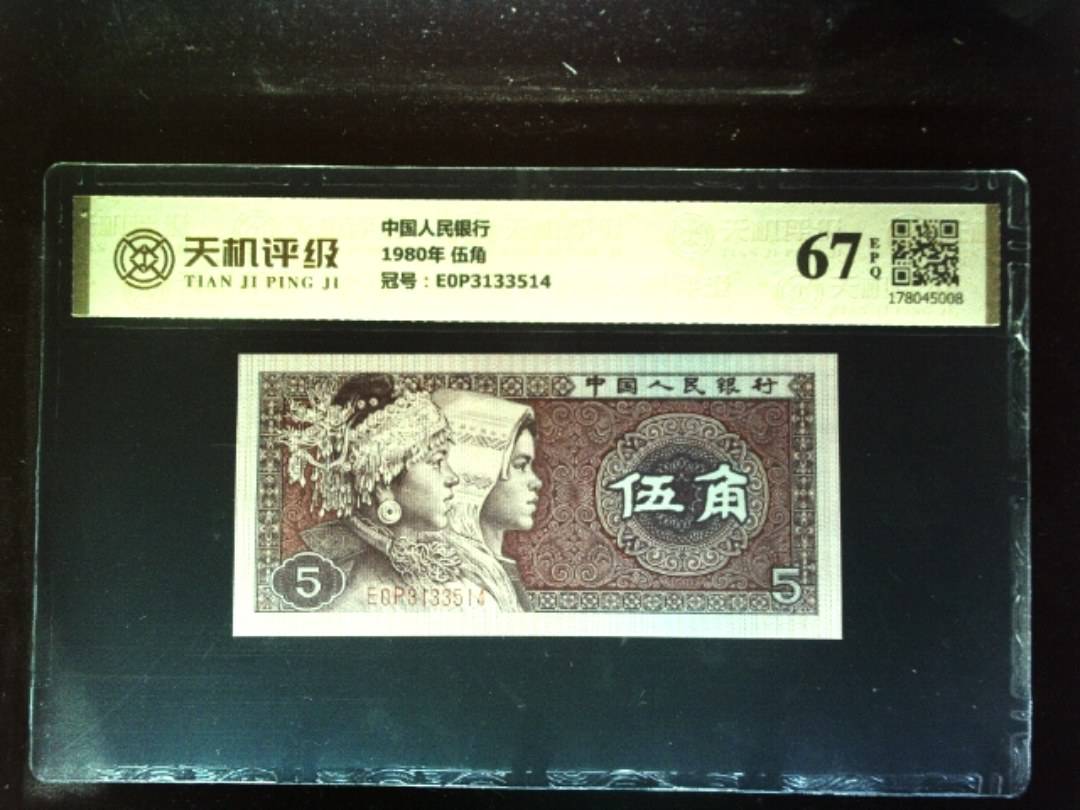 天机评级
TIAN JI PING JI
中国人民银行
1980年 伍角
冠号：E0P3133514
67
EPQ
178045008
中国人民银行
伍角
5
E0P3133514
5